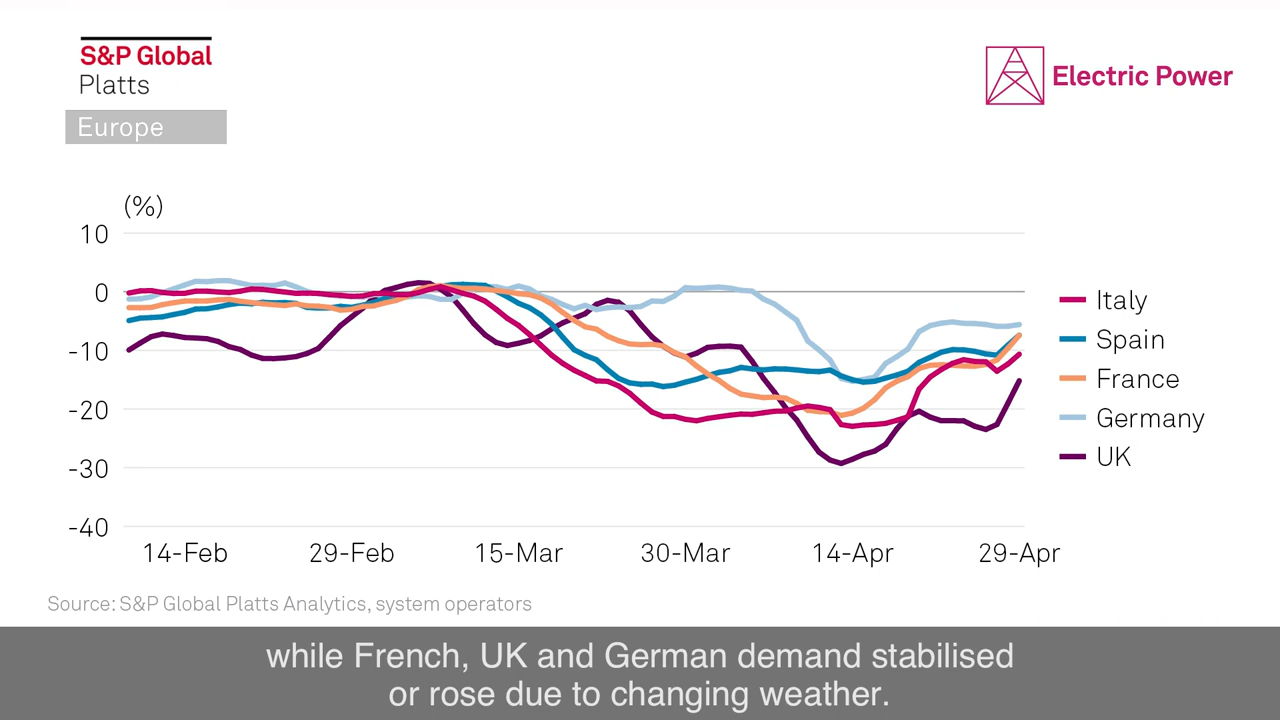 S&P Global
Platts
Electric Power
Europe
(%)
10
0
-10
-20
-30
-40
14-Feb 29-Feb 15-Mar 30-Mar 14-Apr 29-Apr
Italy
Spain
France
Germany
UK
Source: S&P Global Platts Analytics, system operators
while French, UK and German demand stabilised
or rose due to changing weather.